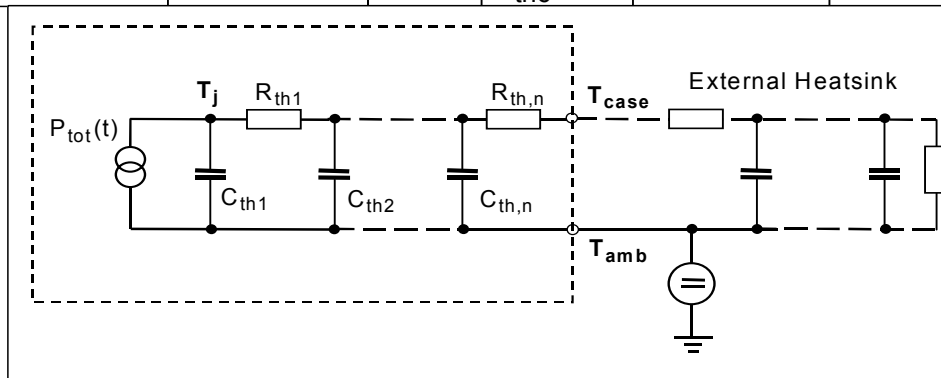 T_j
R_th1
R_th,n
T_case
External Heatsink
P_tot(t)
C_th1
C_th2
C_th,n
T_amb